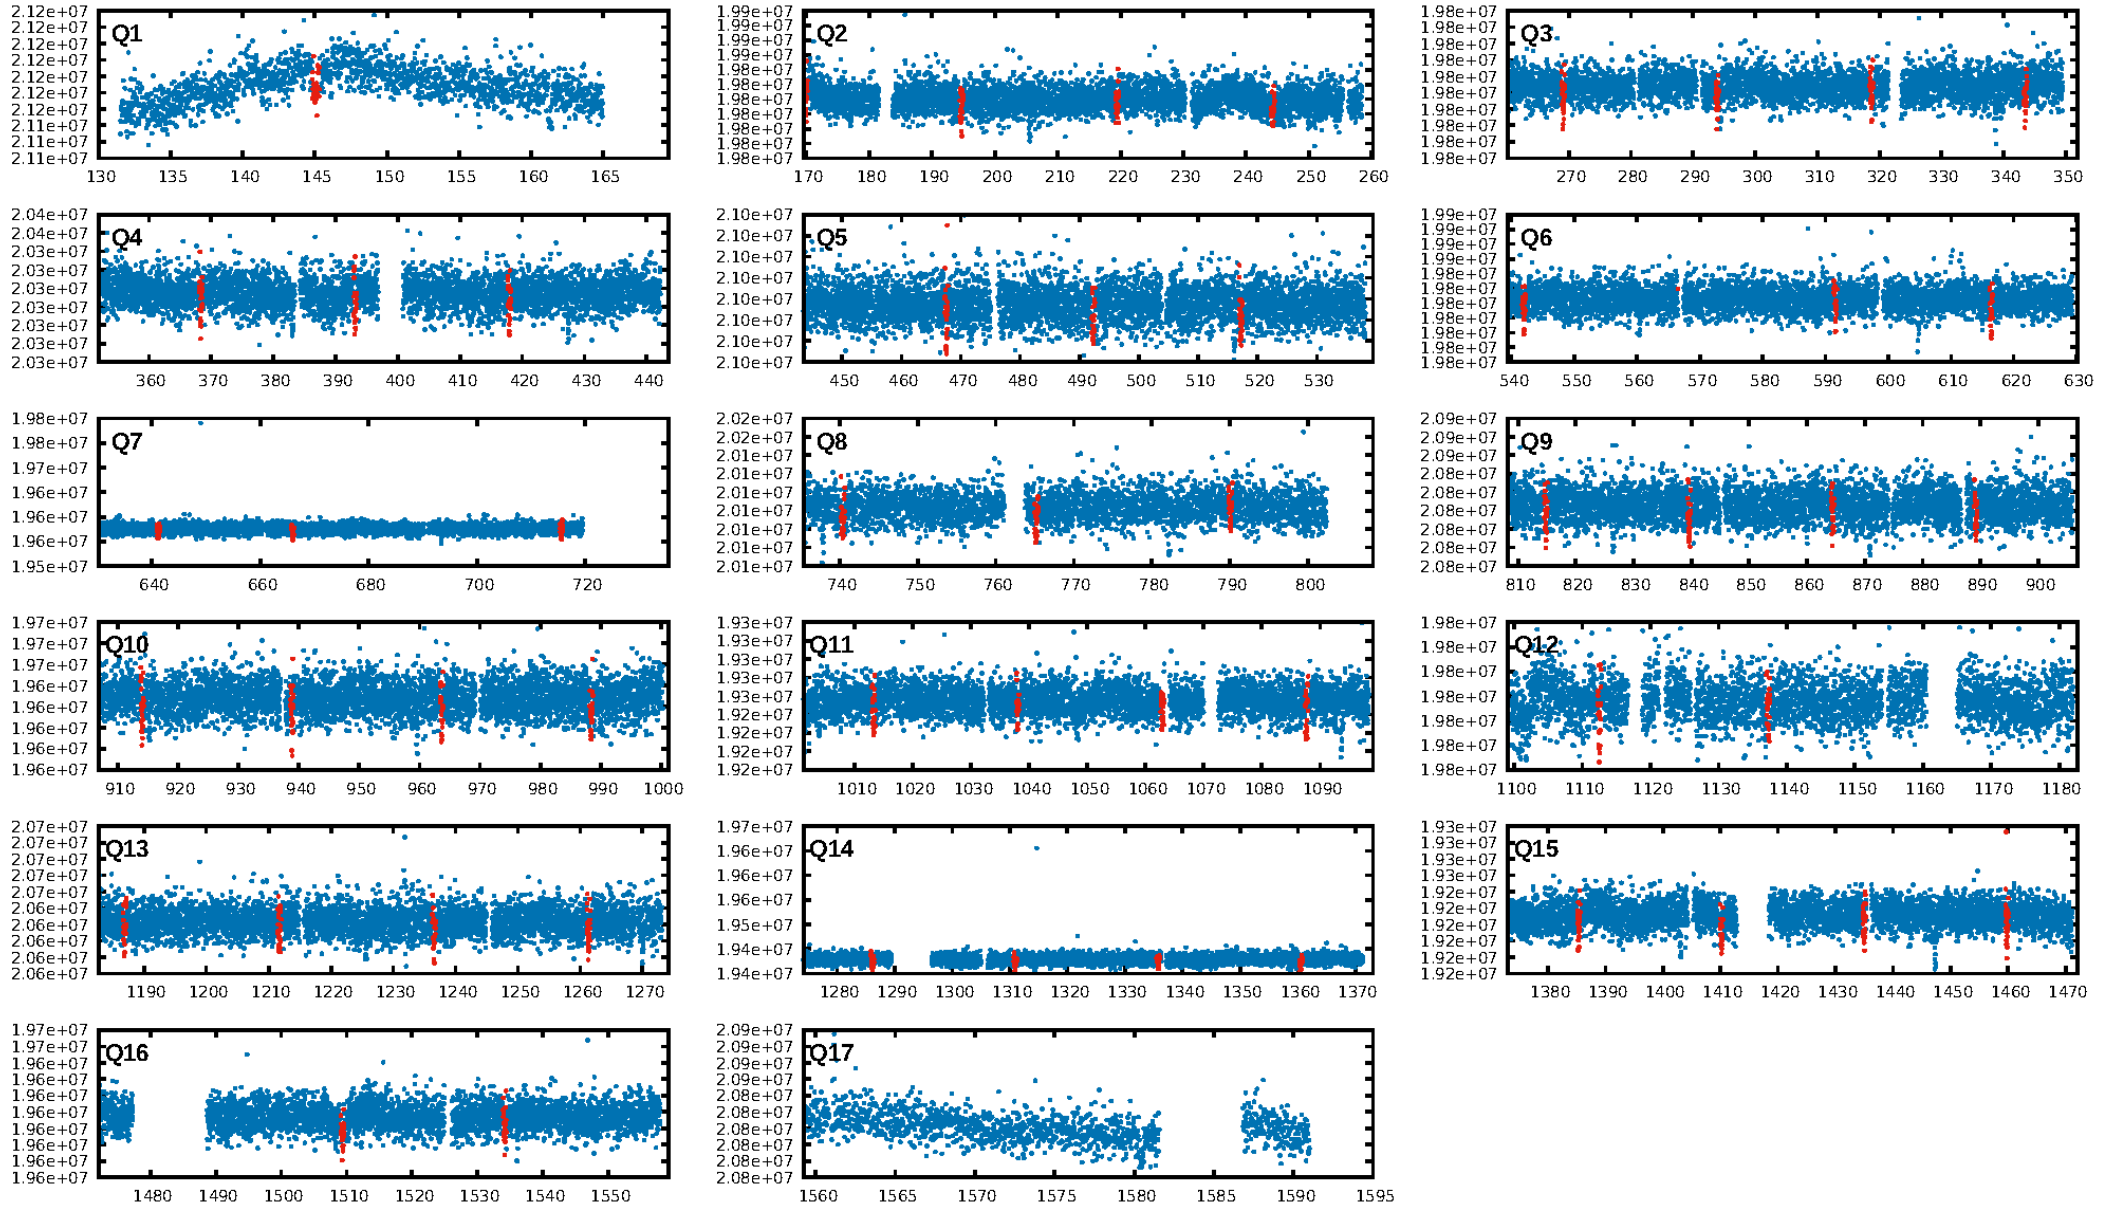 2.12e+07 2.12e+07 2.12e+07 2.12e+07 2.12e+07 2.12e+07 2.12e+07 2.11e+07 2.11e+07 2.11e+07
Q1
130 135 140 145 150 155 160 165
1.99e+07 1.99e+07 1.99e+07 1.99e+07 1.98e+07 1.98e+07 1.98e+07 1.98e+07 1.98e+07 1.98e+07 1.98e+07
Q2
170 180 190 200 210 220 230 240 250 260
1.98e+07 1.98e+07 1.98e+07 1.98e+07 1.98e+07 1.98e+07 1.98e+07 1.98e+07 1.98e+07 1.98e+07
Q3
270 280 290 300 310 320 330 340 350
2.04e+07 2.04e+07 2.03e+07 2.03e+07 2.03e+07 2.03e+07 2.03e+07 2.03e+07 2.03e+07
Q4
360 370 380 390 400 410 420 430 440
2.10e+07 2.10e+07 2.10e+07 2.10e+07 2.10e+07 2.10e+07 2.10e+07 2.10e+07
Q5
450 460 470 480 490 500 510 520 530
1.99e+07 1.99e+07 1.99e+07 1.99e+07 1.98e+07 1.98e+07 1.98e+07 1.98e+07 1.98e+07 1.98e+07 1.98e+07
Q6
540 550 560 570 580 590 600 610 620 630
1.98e+07 1.98e+07 1.97e+07 1.96e+07 1.96e+07 1.96e+07 1.95e+07
Q7
640 660 680 700 720
2.02e+07 2.02e+07 2.01e+07 2.01e+07 2.01e+07 2.01e+07 2.01e+07 2.01e+07 2.01e+07
Q8
740 750 760 770 780 790 800
2.09e+07 2.09e+07 2.08e+07 2.08e+07 2.08e+07 2.08e+07 2.08e+07 2.08e+07 2.08e+07
Q9
810 820 830 840 850 860 870 880 890 900
1.97e+07 1.97e+07 1.97e+07 1.96e+07 1.96e+07 1.96e+07 1.96e+07 1.96e+07
Q10
910 920 930 940 950 960 970 980 990 1000
1.93e+07 1.93e+07 1.93e+07 1.93e+07 1.93e+07 1.92e+07 1.92e+07 1.92e+07 1.92e+07
Q11
1010 1020 1030 1040 1050 1060 1070 1080 1090
1.98e+07 1.98e+07 1.98e+07 1.98e+07 1.98e+07 1.98e+07 1.98e+07
Q12
1100 1110 1120 1130 1140 1150 1160 1170 1180
2.07e+07 2.07e+07 2.07e+07 2.07e+07 2.07e+07 2.06e+07 2.06e+07 2.06e+07 2.06e+07 2.06e+07
Q13
1190 1200 1210 1220 1230 1240 1250 1260 1270
1.97e+07 1.96e+07 1.96e+07 1.95e+07 1.95e+07 1.94e+07 1.94e+07
Q14
1280 1290 1300 1310 1320 1330 1340 1350 1360 1370
1.93e+07 1.93e+07 1.93e+07 1.93e+07 1.92e+07 1.92e+07 1.92e+07 1.92e+07 1.92e+07 1.92e+07
Q15
1380 1390 1400 1410 1420 1430 1440 1450 1460 1470
1.97e+07 1.97e+07 1.96e+07 1.96e+07 1.96e+07 1.96e+07 1.96e+07 1.96e+07 1.96e+07 1.96e+07
Q16
1480 1490 1500 1510 1520 1530 1540 1550
2.09e+07 2.09e+07 2.09e+07 2.09e+07 2.08e+07 2.08e+07 2.08e+07 2.08e+07 2.08e+07 2.08e+07
Q17
1560 1565 1570 1575 1580 1585 1590 1595